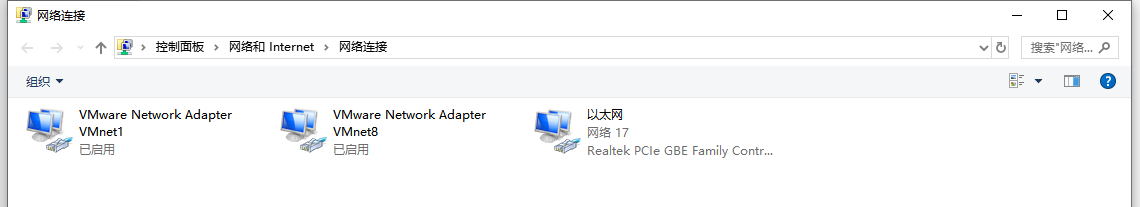 网络连接
控制面板 > 网络和 Internet > 网络连接
搜索"网络...
组织
VMware Network Adapter
VMnet1
已启用
VMware Network Adapter
VMnet8
已启用
以太网
网络 17
Realtek PCIe GBE Family Contr...